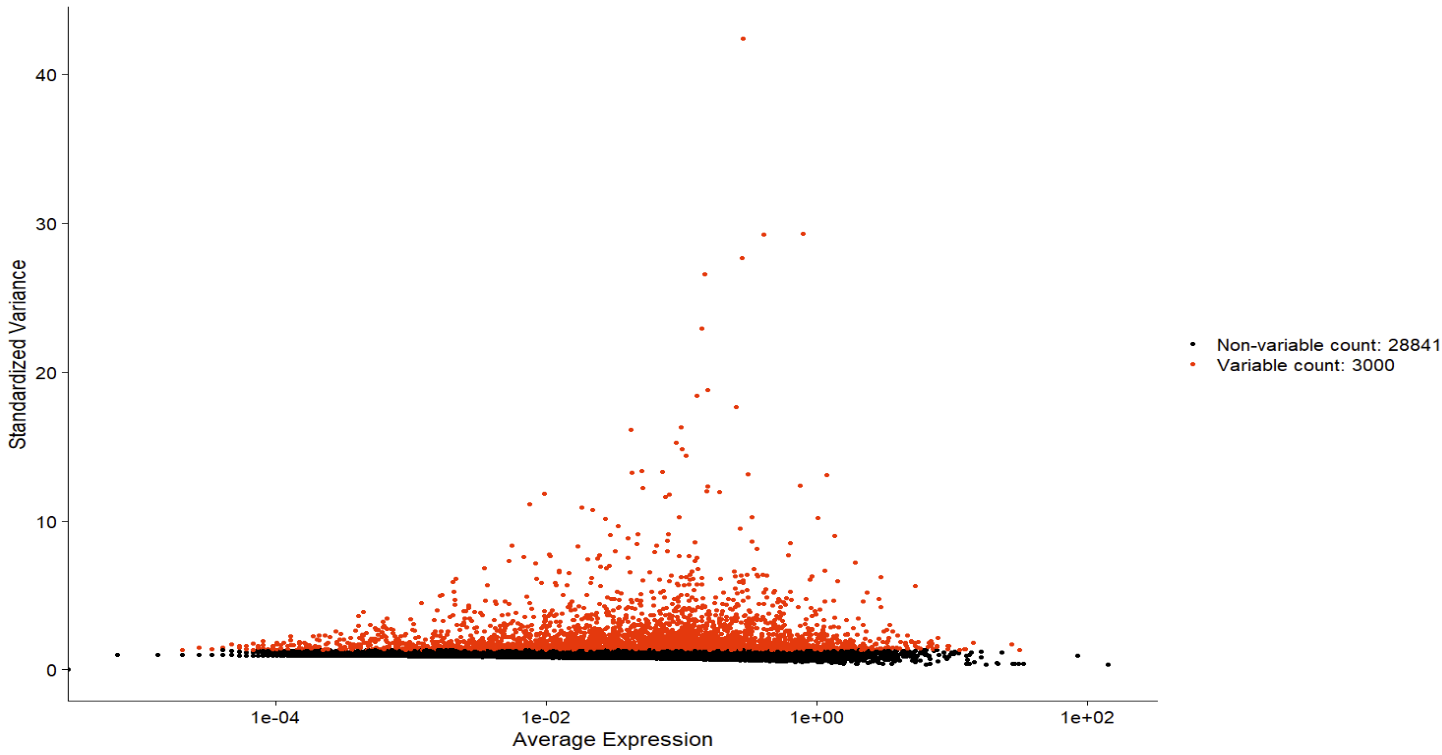 40
30
20
10
0
Standardized Variance
1e-04
1e-02
1e+00
1e+02
Average Expression
Non-variable count: 28841
Variable count: 3000